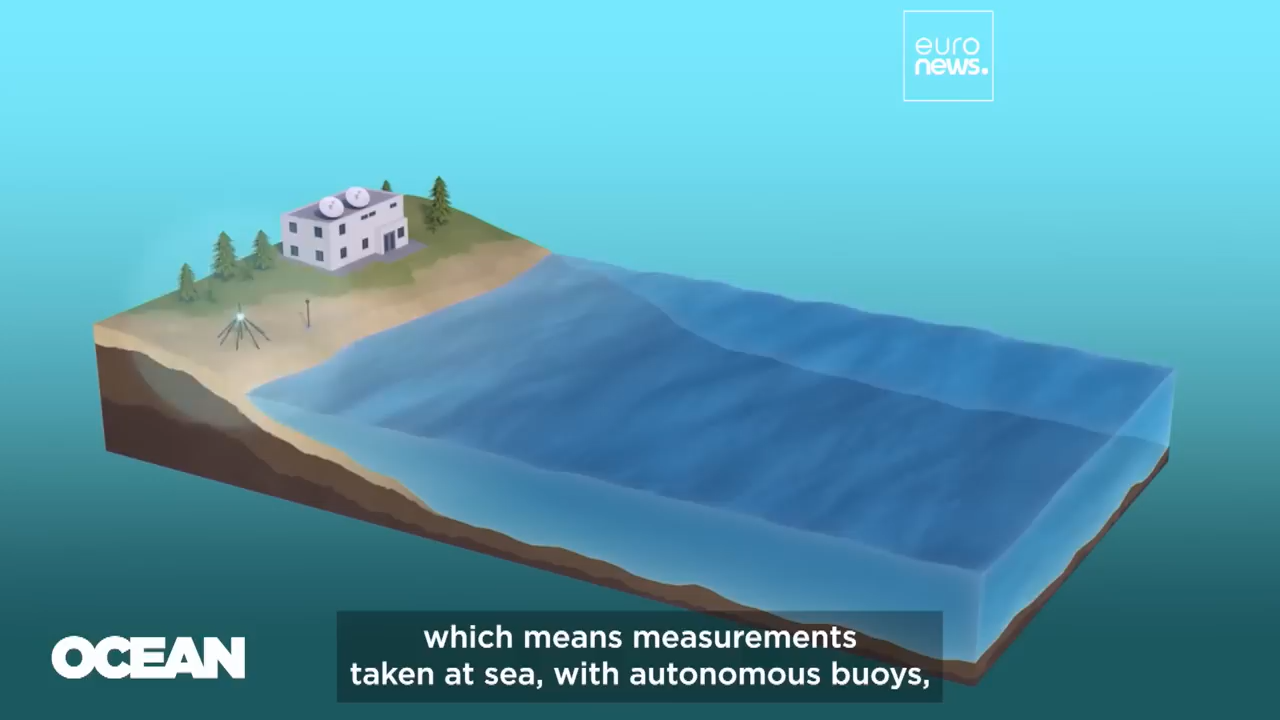 euro
news.
OCEAN
which means measurements
taken at sea, with autonomous buoys,